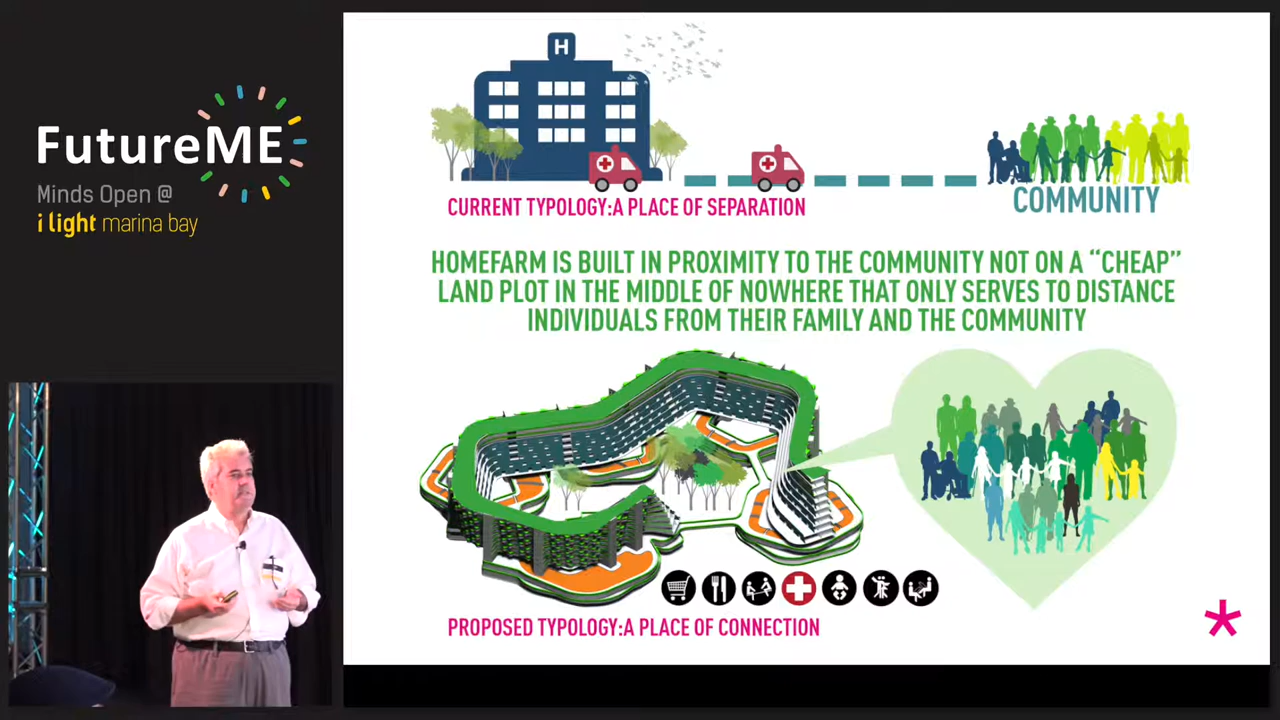 FutureME
Minds Open @
i light marina bay
H
CURRENT TYPOLOGY:A PLACE OF SEPARATION
COMMUNITY
HOMEFARM IS BUILT IN PROXIMITY TO THE COMMUNITY NOT ON A “CHEAP”
LAND PLOT IN THE MIDDLE OF NOWHERE THAT ONLY SERVES TO DISTANCE
INDIVIDUALS FROM THEIR FAMILY AND THE COMMUNITY
PROPOSED TYPOLOGY:A PLACE OF CONNECTION
*